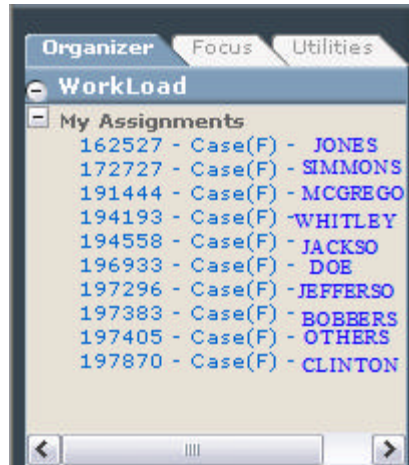 Organizer Focus Utilities
WorkLoad
My Assignments
162527 - Case(F) - JONES
172727 - Case(F) - SIMMONS
191444 - Case(F) - MCGREGO
194193 - Case(F) -WHITLEY
194558 - Case(F) - JACKSO
196933 - Case(F) - DOE
197296 - Case(F) -JEFFERSO
197383 - Case(F) - BOBBERS
197405 - Case(F) - OTHERS
197870 - Case(F) - CLINTON